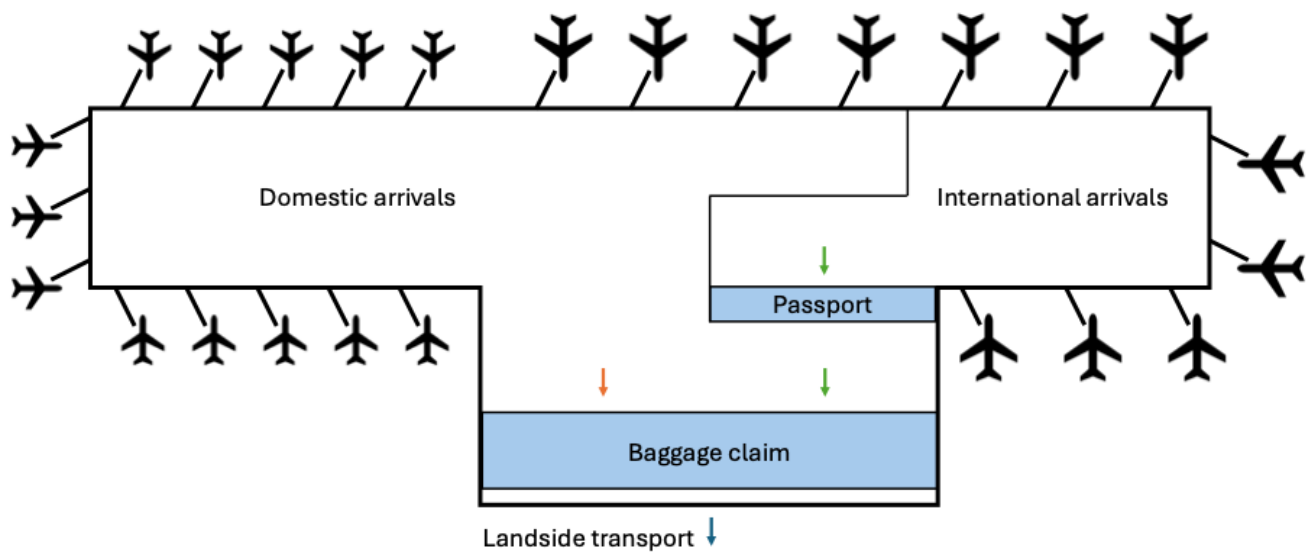 Domestic arrivals
International arrivals
Passport
Baggage claim
Landside transport